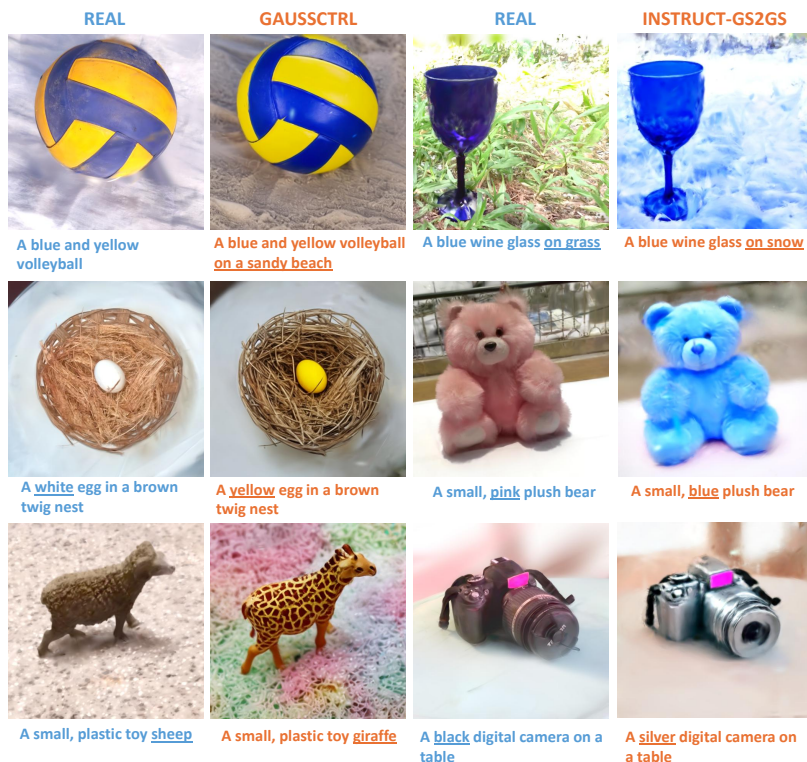 REAL
GAUSSCTRL
REAL
INSTRUCT-GS2GS
A blue and yellow
volleyball
A blue and yellow volleyball
on a sandy beach
A blue wine glass on grass
A blue wine glass on snow
A white egg in a brown
twig nest
A yellow egg in a brown
twig nest
A small, pink plush bear
A small, blue plush bear
A small, plastic toy sheep
A small, plastic toy giraffe
A black digital camera on a
table
A silver digital camera on
a table